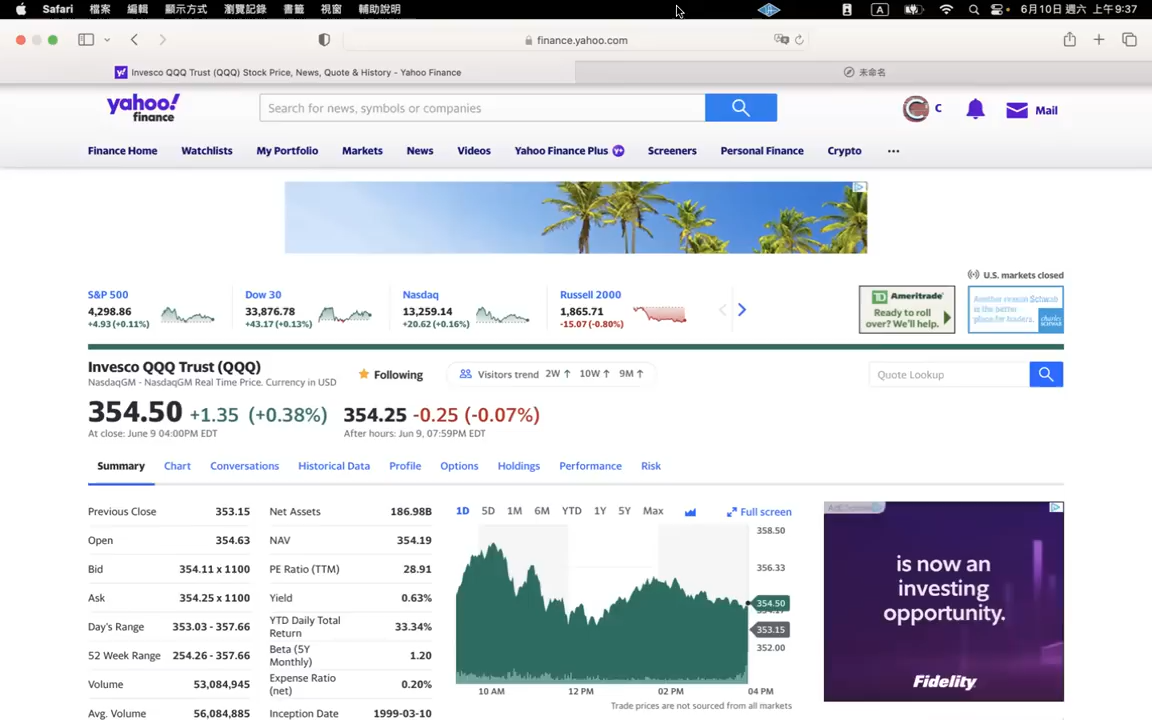 Safari 檔案 編輯 顯示方式 瀏覽記錄 書籤 視窗 輔助說明 A 6月10日 週六 上午9:37
finance.yahoo.com
Invesco QQQ Trust (QQQ) Stock Price, News, Quote & History - Yahoo Finance 未命名
yahoo! finance Search for news, symbols or companies C Mail
Finance Home Watchlists My Portfolio Markets News Videos Yahoo Finance Plus Y+ Screeners Personal Finance Crypto ...
U.S. markets closed
S&P 500 Dow 30 Nasdaq Russell 2000
4,298.86 33,876.78 13,259.14 1,865.71
+4.93 (+0.11%) +43.17 (+0.13%) +20.62 (+0.16%) -15.07 (-0.80%)
TD Ameritrade
Ready to roll
over? We'll help.
Another reason Schwab
is the better
place for traders.
charles
SCHWAB
Invesco QQQ Trust (QQQ)
NasdaqGM - NasdaqGM Real Time Price. Currency in USD
Following
Visitors trend 2W ↑ 10W ↑ 9M ↑
Quote Lookup
354.50 +1.35 (+0.38%) 354.25 -0.25 (-0.07%)
At close: June 9 04:00PM EDT After hours: Jun 9, 07:59PM EDT
Summary Chart Conversations Historical Data Profile Options Holdings Performance Risk
Previous Close 353.15
Open 354.63
Bid 354.11 x 1100
Ask 354.25 x 1100
Day's Range 353.03 - 357.66
52 Week Range 254.26 - 357.66
Volume 53,084,945
Avg. Volume 56,084,885
Net Assets 186.98B
NAV 354.19
PE Ratio (TTM) 28.91
Yield 0.63%
YTD Daily Total
Return 33.34%
Beta (5Y
Monthly) 1.20
Expense Ratio
(net) 0.20%
Inception Date 1999-03-10
1D 5D 1M 6M YTD 1Y 5Y Max Full screen
358.50
356.33
354.50
353.15
352.00
10 AM 12 PM 02 PM 04 PM
Trade prices are not sourced from all markets
is now an
investing
opportunity.
Fidelity